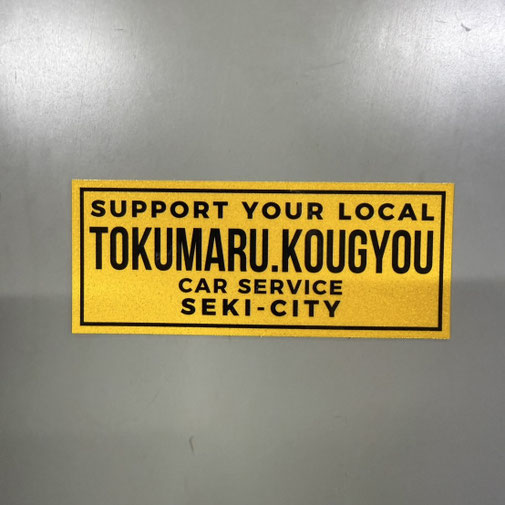 SUPPORT YOUR LOCAL
TOKUMARU.KOUGYOU
CAR SERVICE
SEKI-CITY